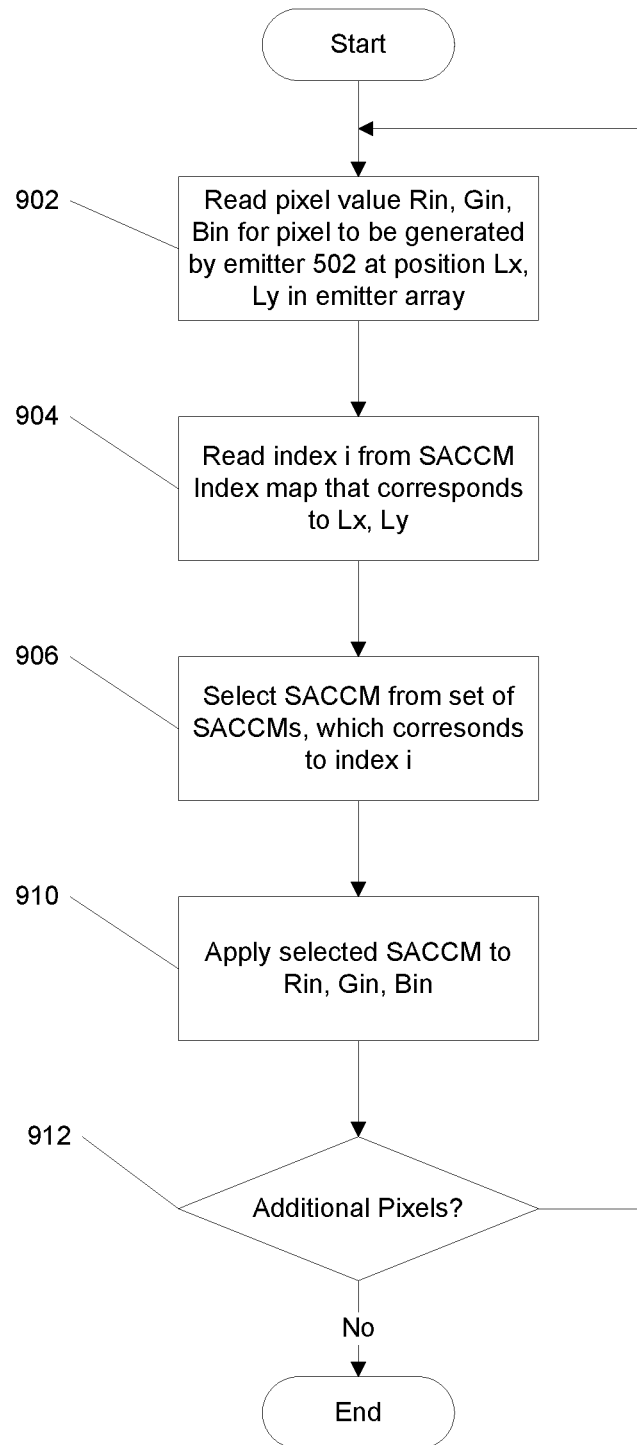 Start
902
Read pixel value Rin, Gin,
Bin for pixel to be generated
by emitter 502 at position Lx,
Ly in emitter array
904
Read index i from SACCM
Index map that corresponds
to Lx, Ly
906
Select SACCM from set of
SACCMs, which corresonds
to index i
910
Apply selected SACCM to
Rin, Gin, Bin
912
Additional Pixels?
No
End